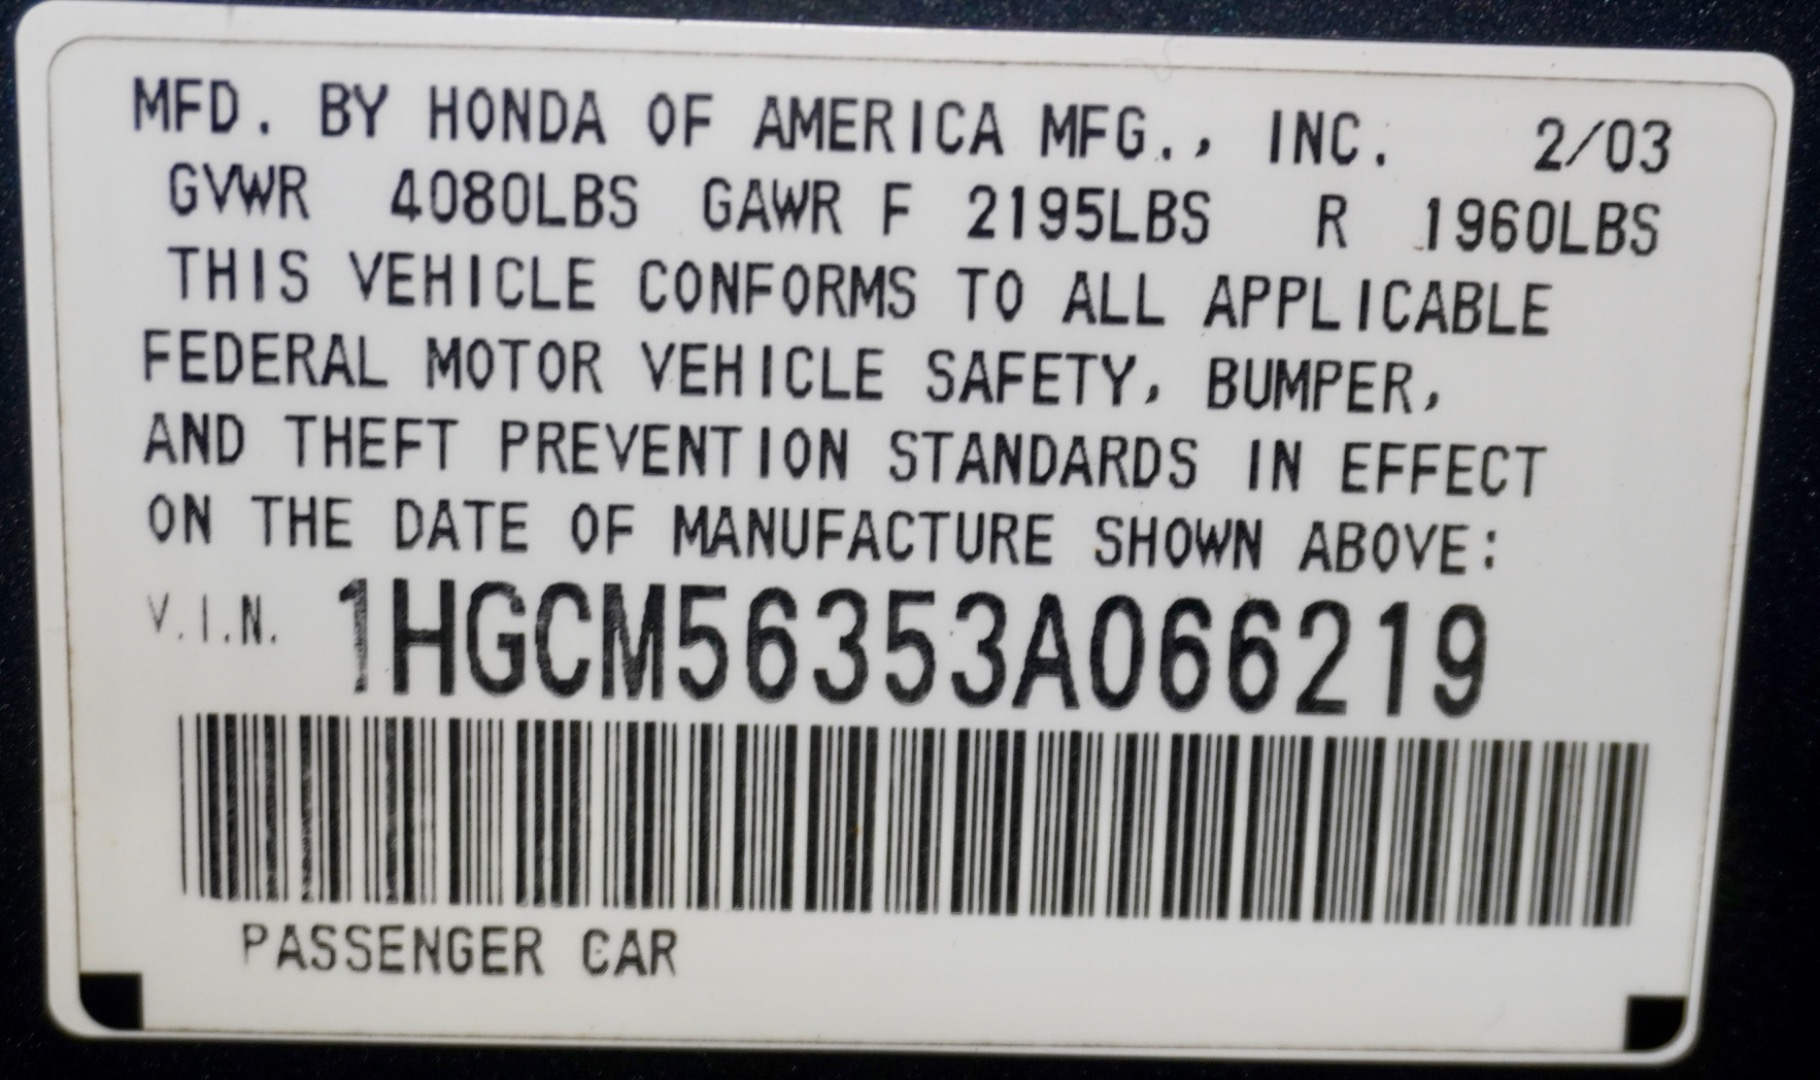 MFD. BY HONDA OF AMERICA MFG., INC. 2/03
GVWR 4080LBS GAWR F 2195LBS R 1960LBS
THIS VEHICLE CONFORMS TO ALL APPLICABLE
FEDERAL MOTOR VEHICLE SAFETY, BUMPER,
AND THEFT PREVENTION STANDARDS IN EFFECT
ON THE DATE OF MANUFACTURE SHOWN ABOVE:
V.I.N. 1HGCM56353A066219
PASSENGER CAR